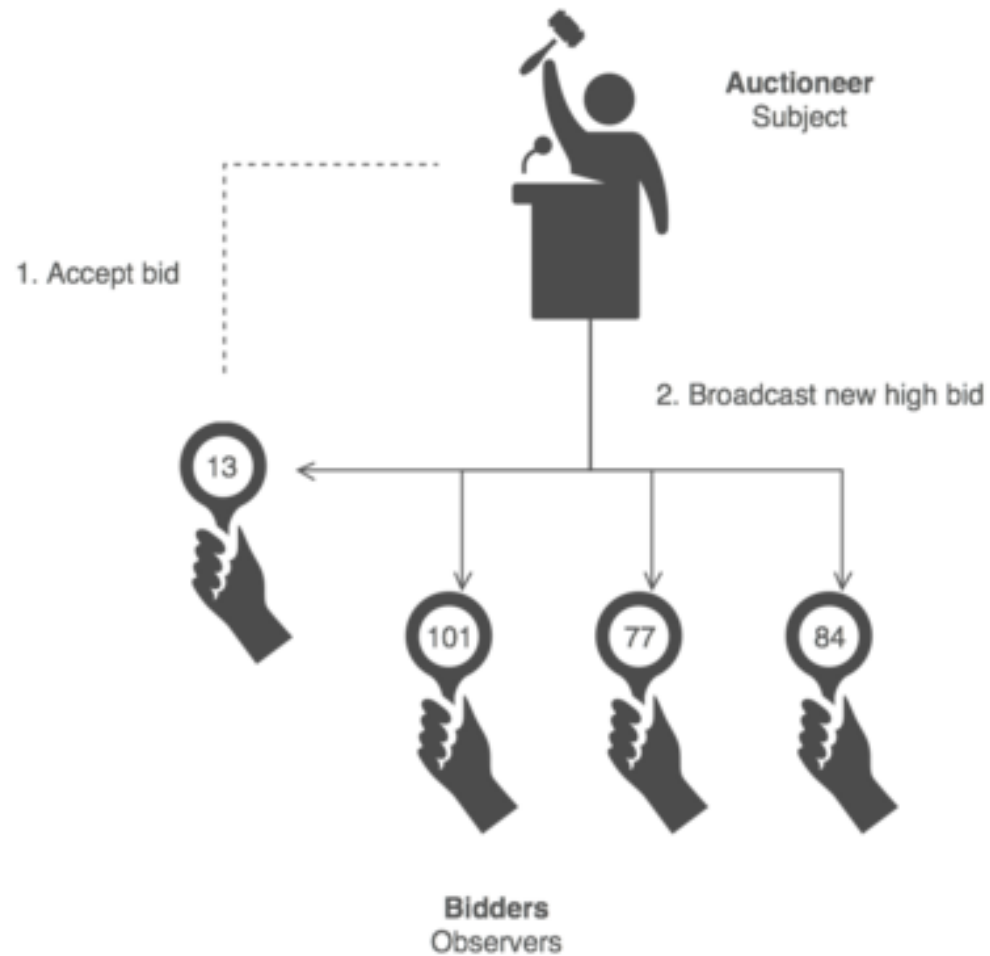 Auctioneer
Subject
1. Accept bid
2. Broadcast new high bid
13
101
77
84
Bidders
Observers